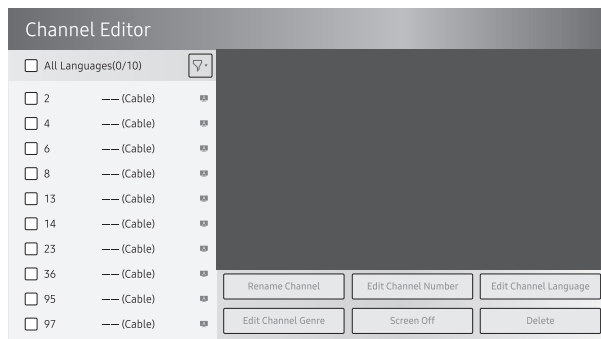 Channel Editor
All Languages(0/10)
2 —— (Cable)
4 —— (Cable)
6 —— (Cable)
8 —— (Cable)
13 —— (Cable)
14 —— (Cable)
23 —— (Cable)
36 —— (Cable)
95 —— (Cable)
97 —— (Cable)
Rename Channel Edit Channel Number Edit Channel Language
Edit Channel Genre Screen Off Delete